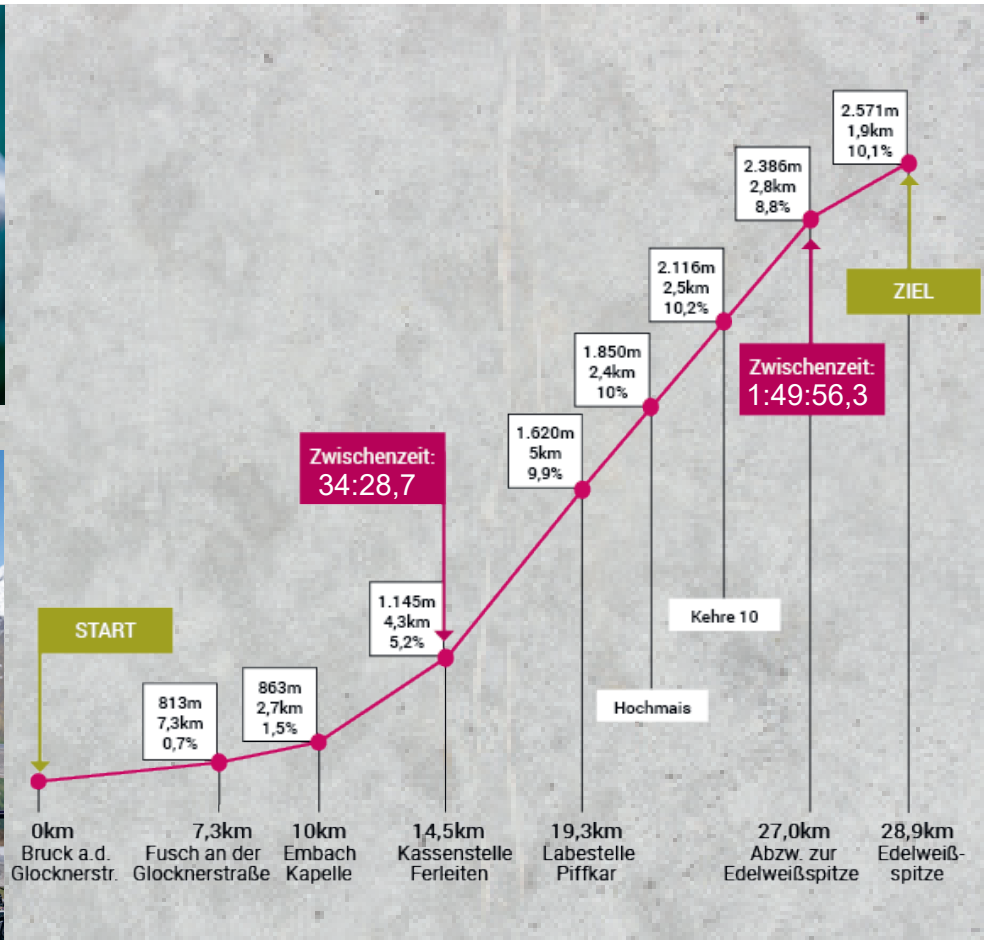 2.571m
1,9km
10,1%
2.386m
2,8km
8,8%
2.116m
2,5km
10,2%
ZIEL
1.850m
2,4km
10%
Zwischenzeit:
1:49:56,3
1.620m
5km
9,9%
Zwischenzeit:
34:28,7
1.145m
4,3km
5,2%
START
Kehre 10
863m
2,7km
1,5%
813m
7,3km
0,7%
Hochmais
0km
Bruck a.d.
Glocknerstr.
7,3km
Fusch an der
Glocknerstraße
10km
Embach
Kapelle
14,5km
Kassenstelle
Ferleiten
19,3km
Labestelle
Piffkar
27,0km
Abzw. zur
Edelweißspitze
28,9km
Edelweiß-
spitze